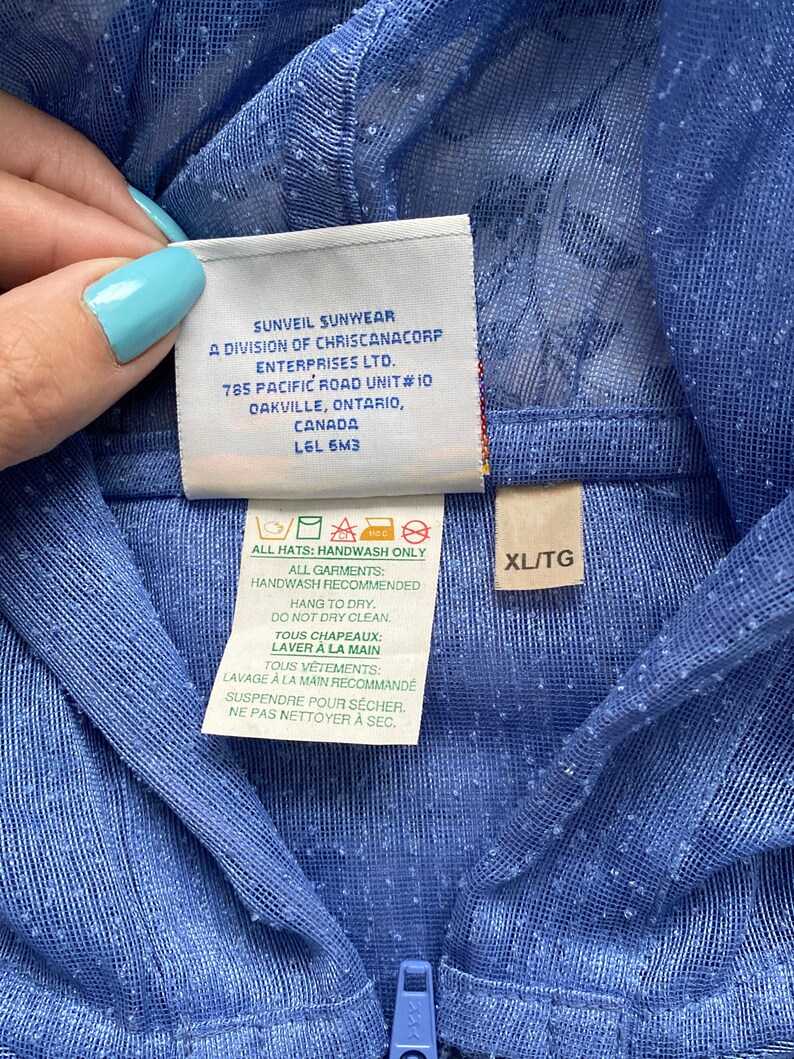 SUNVEIL SUNWEAR
A DIVISION OF CHRISCANACORP
ENTERPRISES LTD.
785 PACIFIC ROAD UNIT#10
OAKVILLE, ONTARIO,
CANADA
L6L 6M3
CL
160 C
ALL HATS: HANDWASH ONLY
ALL GARMENTS:
HANDWASH RECOMMENDED
HANG TO DRY.
DO NOT DRY CLEAN.
TOUS CHAPEAUX:
LAVER À LA MAIN
TOUS VÊTEMENTS:
LAVAGE À LA MAIN RECOMMANDÉ
SUSPENDRE POUR SÉCHER.
NE PAS NETTOYER À SEC.
XL/TG